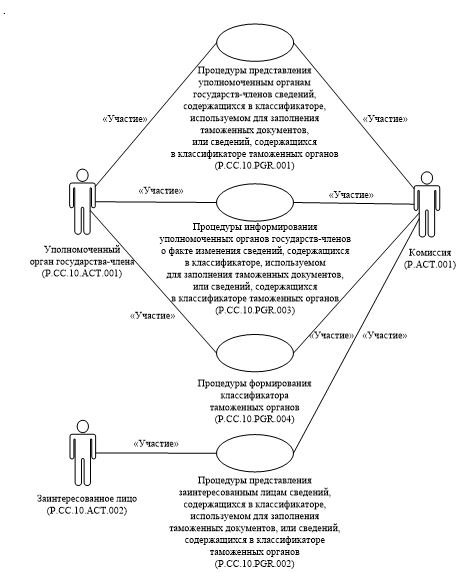 .
Процедуры представления
уполномоченным органам
государств-членов сведений,
содержащихся в классификаторе,
используемом для заполнения
таможенных документов,
или сведений, содержащихся
в классификаторе таможенных органов
(P.CC.10.PGR.001)
«Участие»
«Участие»
«Участие»
«Участие»
Процедуры информирования
уполномоченных органов государств-членов
о факте изменения сведений, содержащихся
в классификаторе, используемом
для заполнения таможенных документов,
или сведений, содержащихся
в классификаторе таможенных органов
(P.CC.10.PGR.003)
Уполномоченный
орган государства-члена
(P.CC.10.ACT.001)
Комиссия
(P.ACT.001)
«Участие»
«Участие»
«Участие»
Процедуры формирования
классификатора
таможенных органов
(P.CC.10.PGR.004)
«Участие»
Заинтересованное лицо
(P.CC.10.ACT.002)
Процедуры представления
заинтересованным лицам сведений,
содержащихся в классификаторе,
используемом для заполнения
таможенных документов, или сведений,
содержащихся в классификаторе
таможенных органов
(P.CC.10.PGR.002)